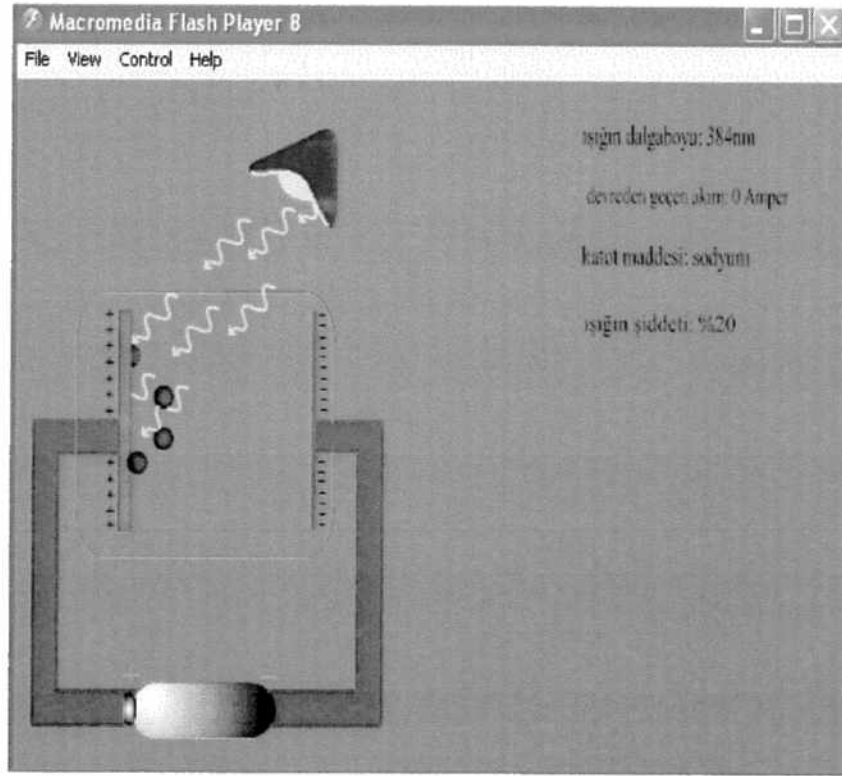 Macromedia Flash Player 8
File View Control Help
ışığın dalgaboyu: 384nm
devreden geçen akım: 0 Amper
katot maddesi: sodyum
ışığın şiddeti: %20